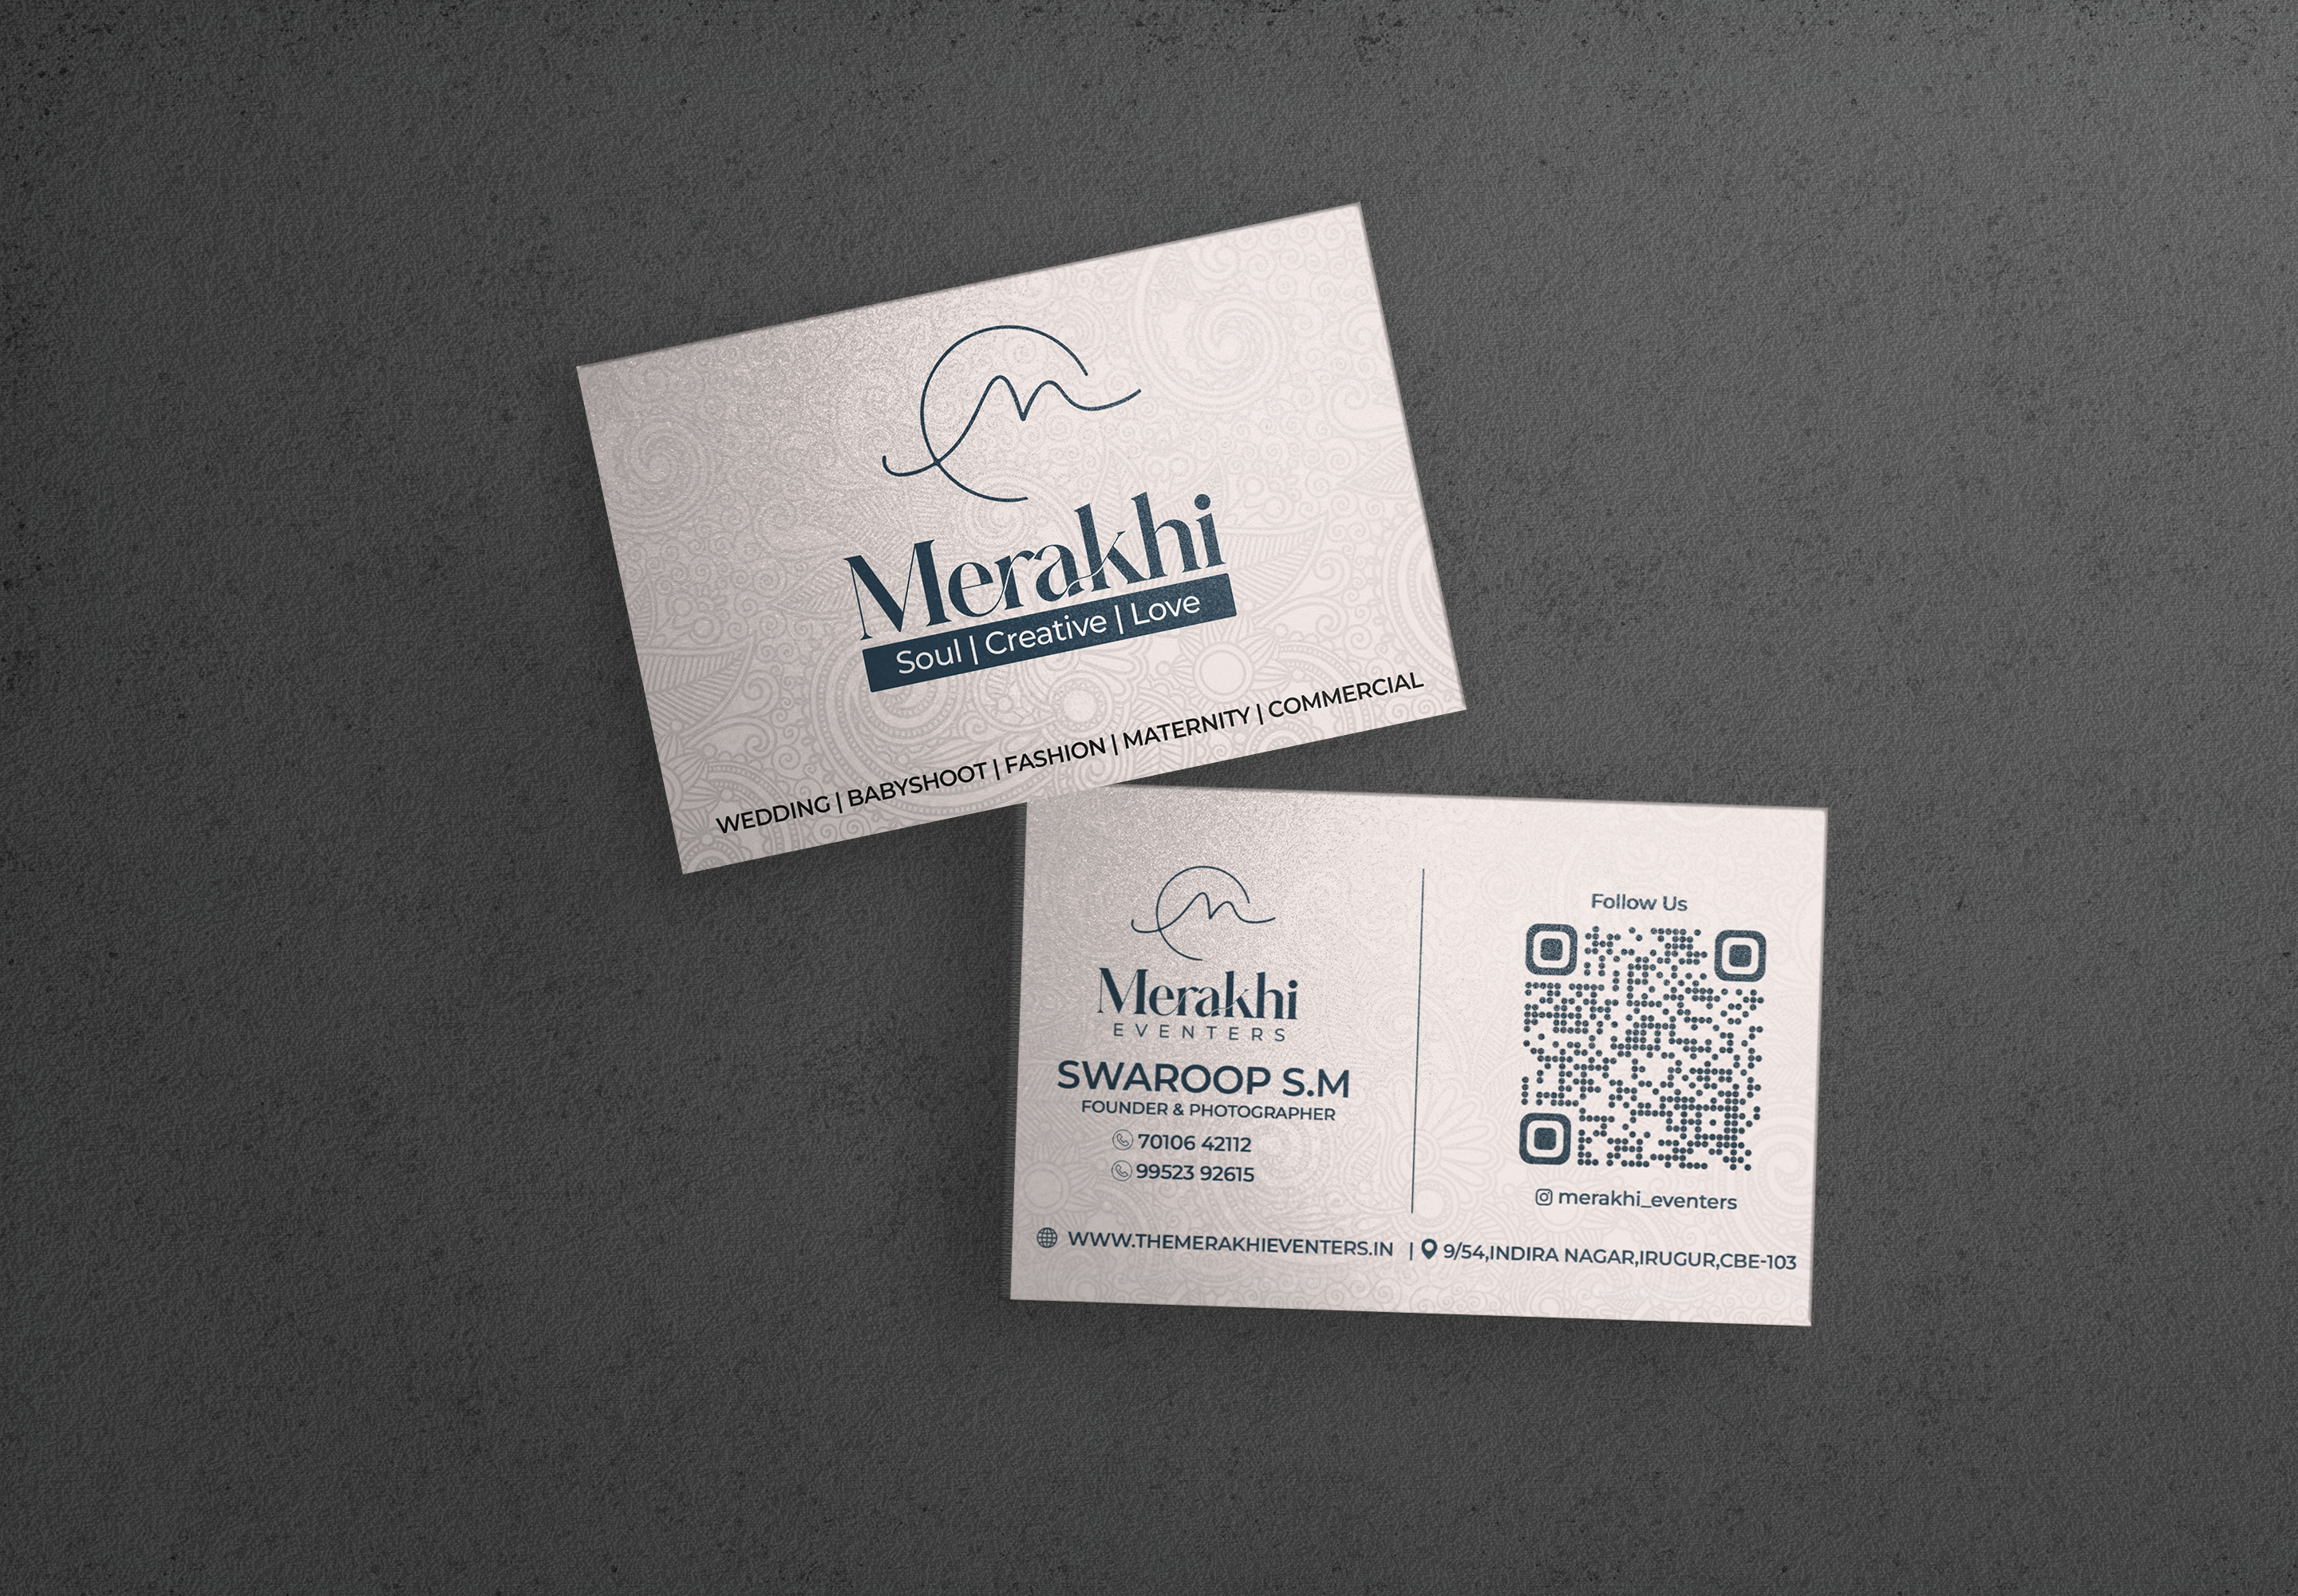 Merakhi
Soul | Creative | Love
WEDDING | BABYSHOOT | FASHION | MATERNITY | COMMERCIAL
Merakhi
EVENTERS
SWAROOP S.M
FOUNDER & PHOTOGRAPHER
70106 42112
99523 92615
Follow Us
merakhi_eventers
WWW.THEMERAKHIEVENTERS.IN | 9/54,INDIRA NAGAR,IRUGUR,CBE-103